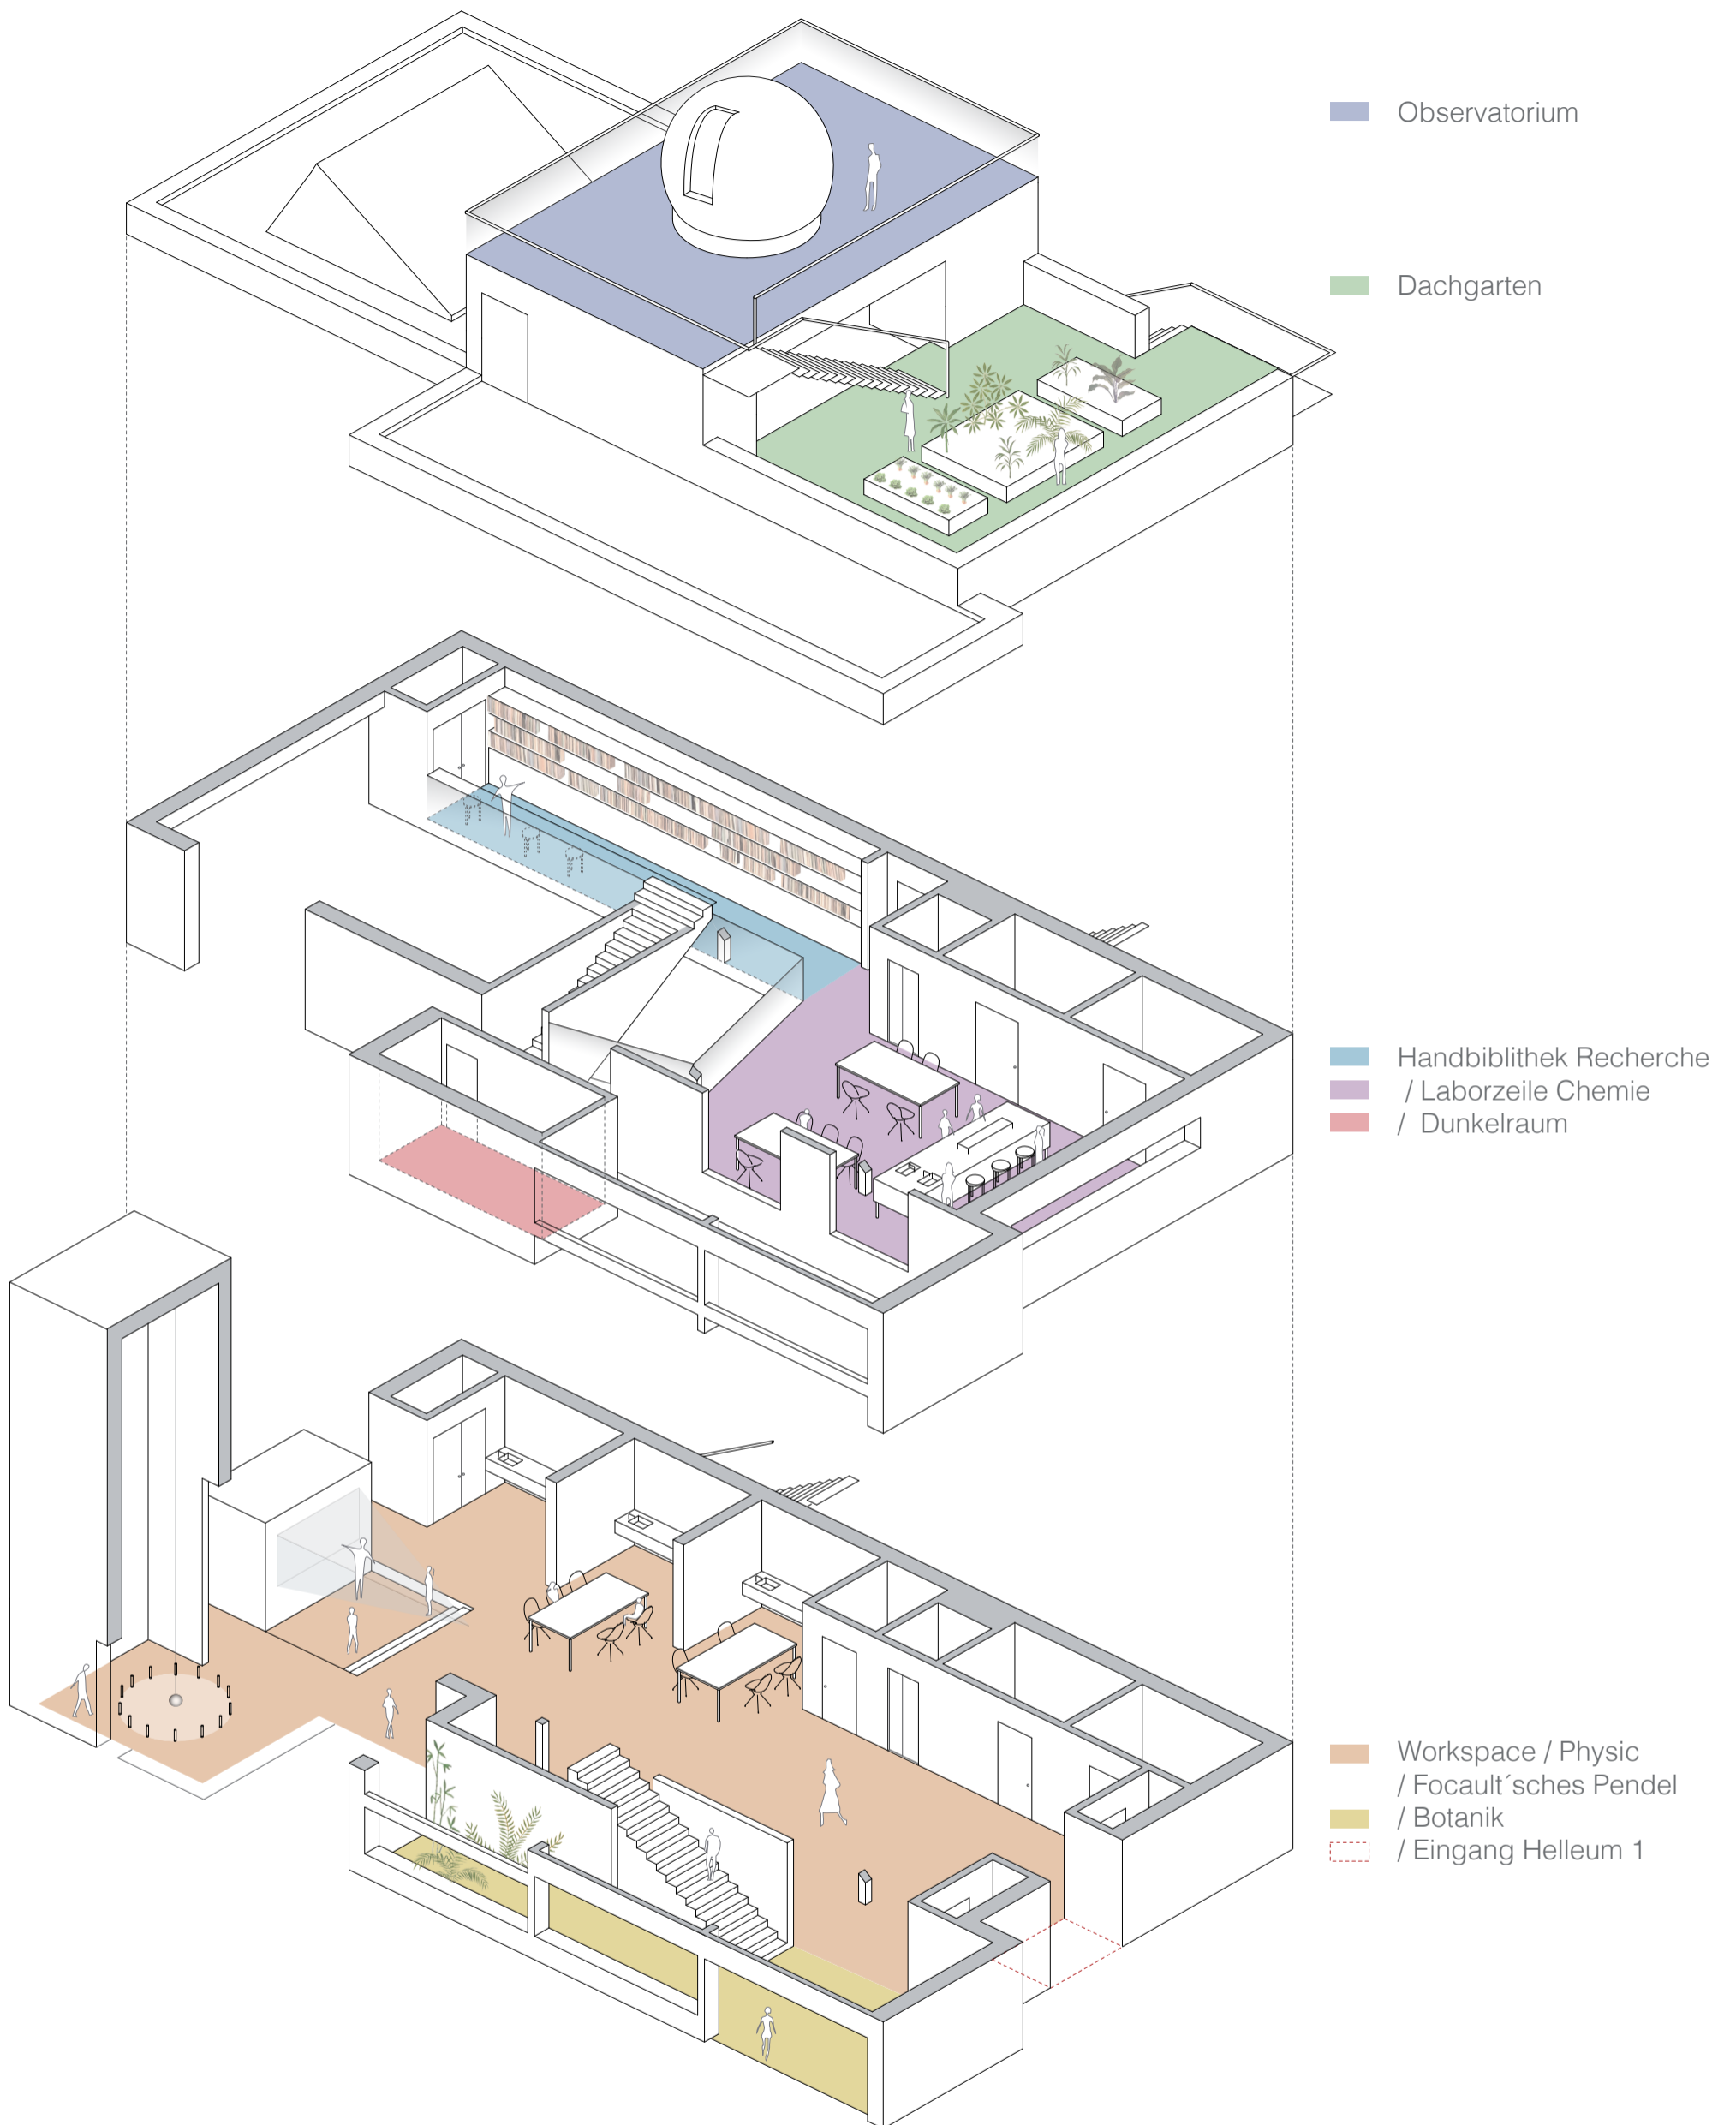 Observatorium
Dachgarten
Handbiblithek Recherche
/ Laborzeile Chemie
/ Dunkelraum
Workspace / Physic
/ Focault´sches Pendel
/ Botanik
/ Eingang Helleum 1